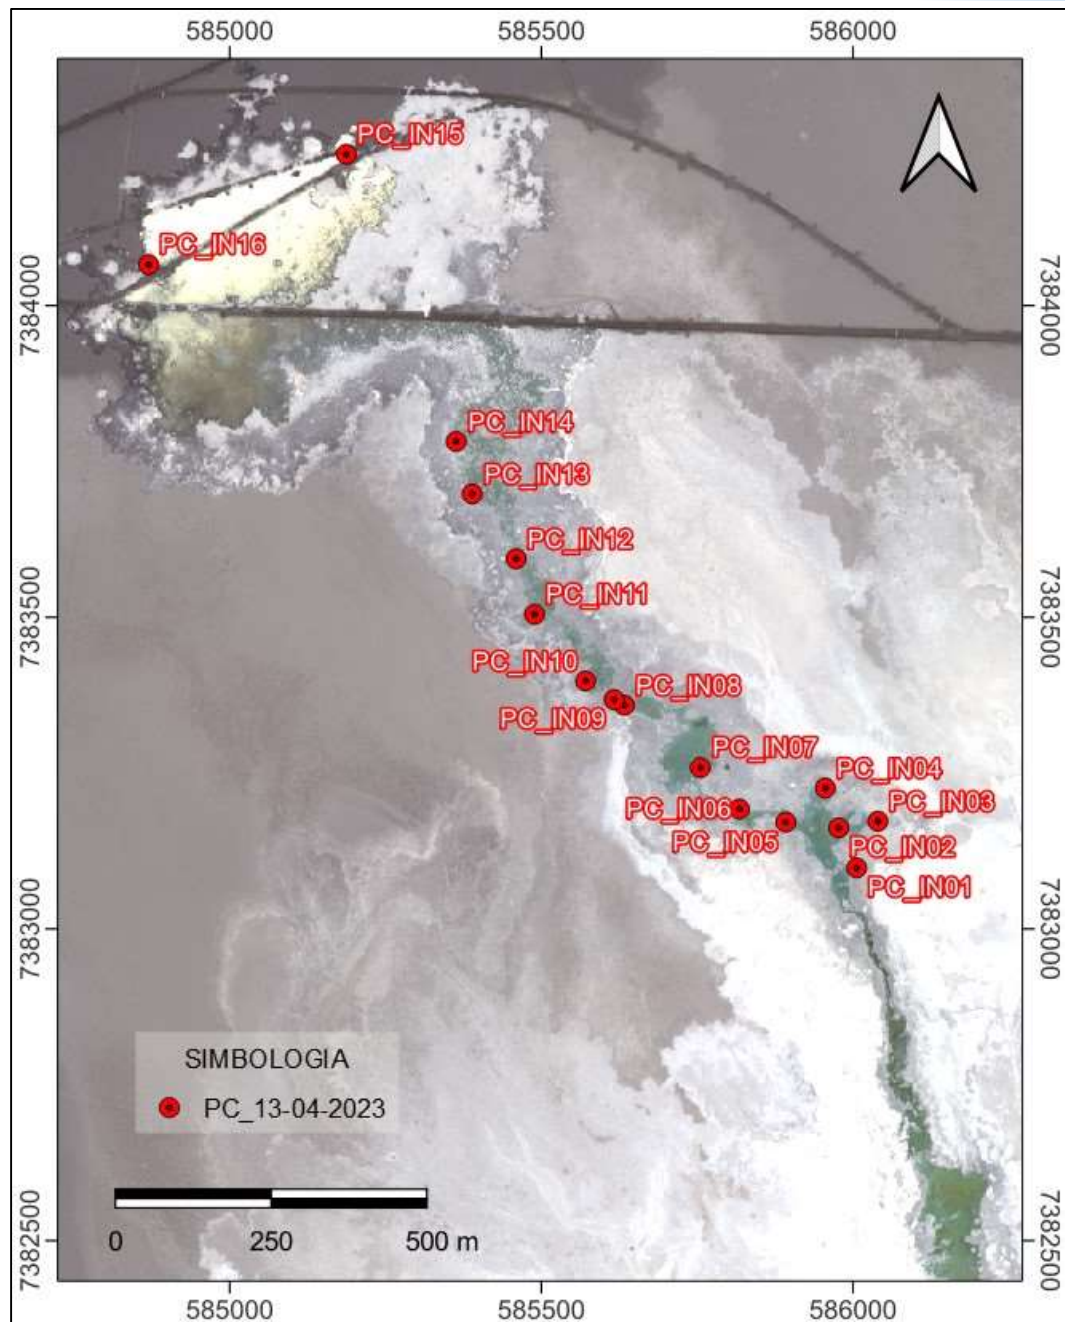 585000
585500
586000
PC_IN15
PC_IN16
7384000
7384000
PC_IN14
PC_IN13
PC_IN12
PC_IN11
7383500
7383500
PC_IN10
PC_IN08
PC_IN09
PC_IN07
PC_IN04
PC_IN06
PC_IN03
PC_IN05
PC_IN02
PC_IN01
7383000
7383000
SIMBOLOGIA
PC_13-04-2023
0
250
500 m
7382500
7382500
585000
585500
586000